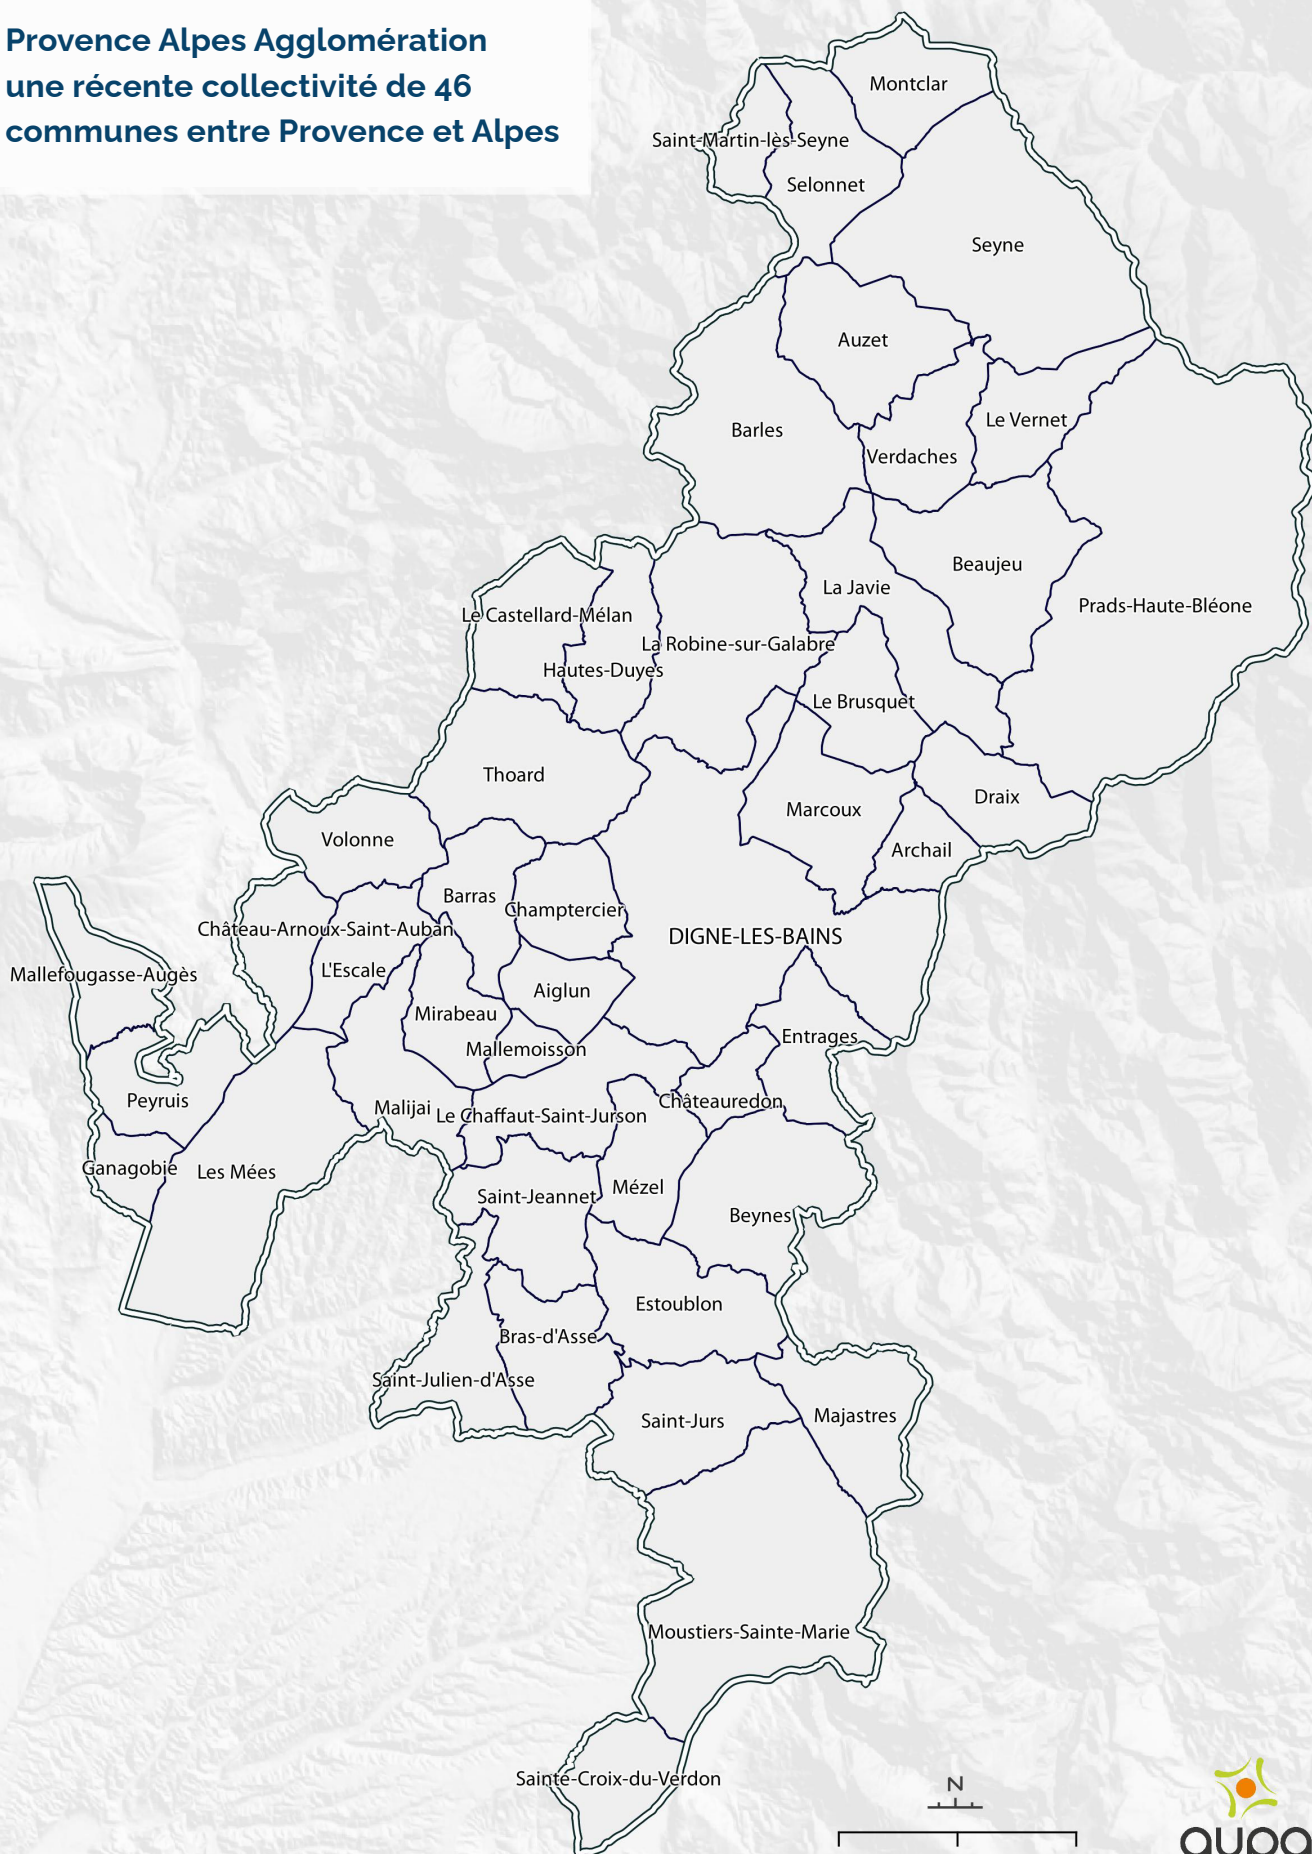 Provence Alpes Agglomération
une récente collectivité de 46
communes entre Provence et Alpes
Montclar
Saint-Martin-lès-Seyne
Selonnet
Seyne
Auzet
Le Vernet
Barles
Verdaches
Beaujeu
La Javie
Prads-Haute-Bléone
Le Castellard-Mélan
La Robine-sur-Galabre
Hautes-Duyes
Le Brusquet
Thoard
Draix
Marcoux
Volonne
Archail
Barras
Champtercier
Château-Arnoux-Saint-Auban
DIGNE-LES-BAINS
L'Escale
Mallefougasse-Augès
Aiglun
Mirabeau
Entrages
Mallemoisson
Peyruis
Châteauredon
Malijai
Le Chaffaut-Saint-Jurson
Ganagobie
Les Mées
Mézel
Saint-Jeannet
Beynes
Estoublon
Bras-d'Asse
Saint-Julien-d'Asse
Majastres
Saint-Jurs
Moustiers-Sainte-Marie
Sainte-Croix-du-Verdon
N
aupa